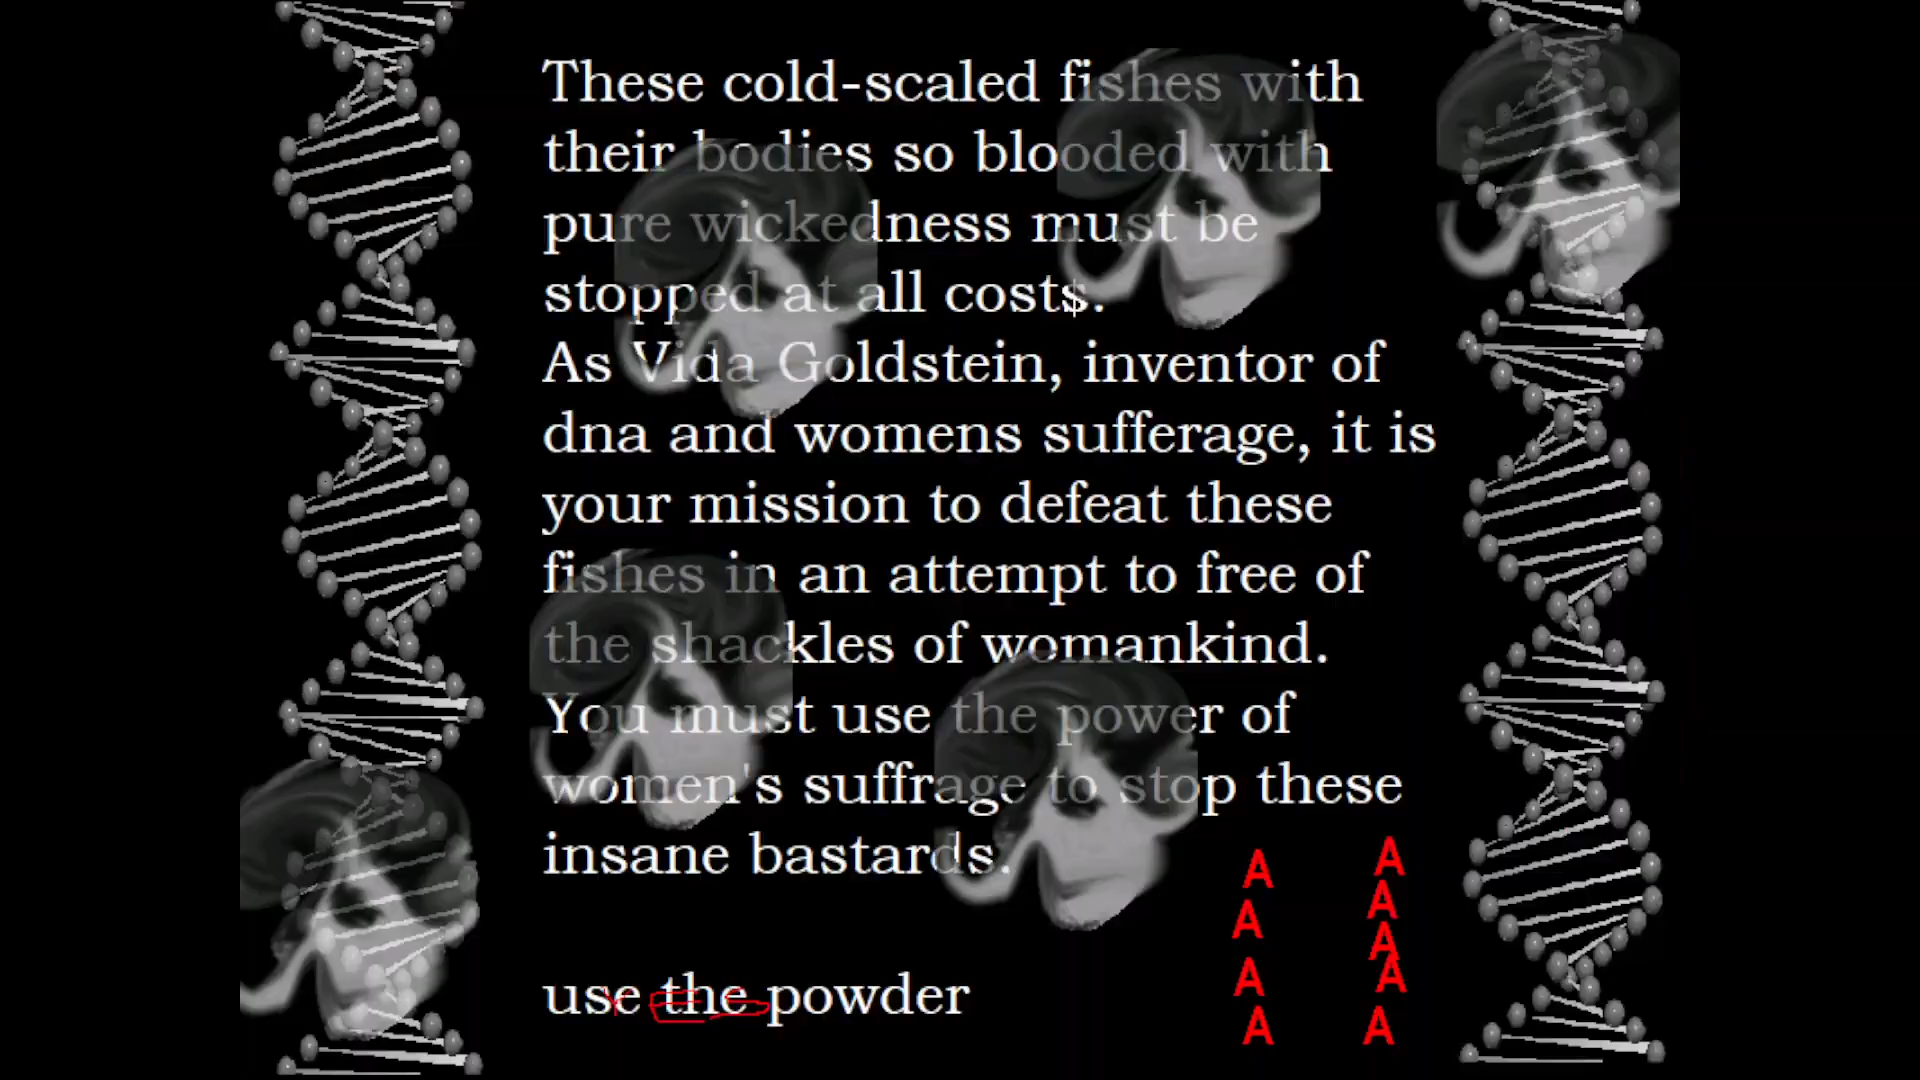 These cold-scaled fishes with
their bodies so blooded with
pure wickedness must be
stopped at all costs.
As Vida Goldstein, inventor of
dna and womens sufferage, it is
your mission to defeat these
fishes in an attempt to free of
the shackles of womankind.
You must use the power of
women's suffrage to stop these
insane bastards.
use the powder
A A
A A
A A
A A
A A